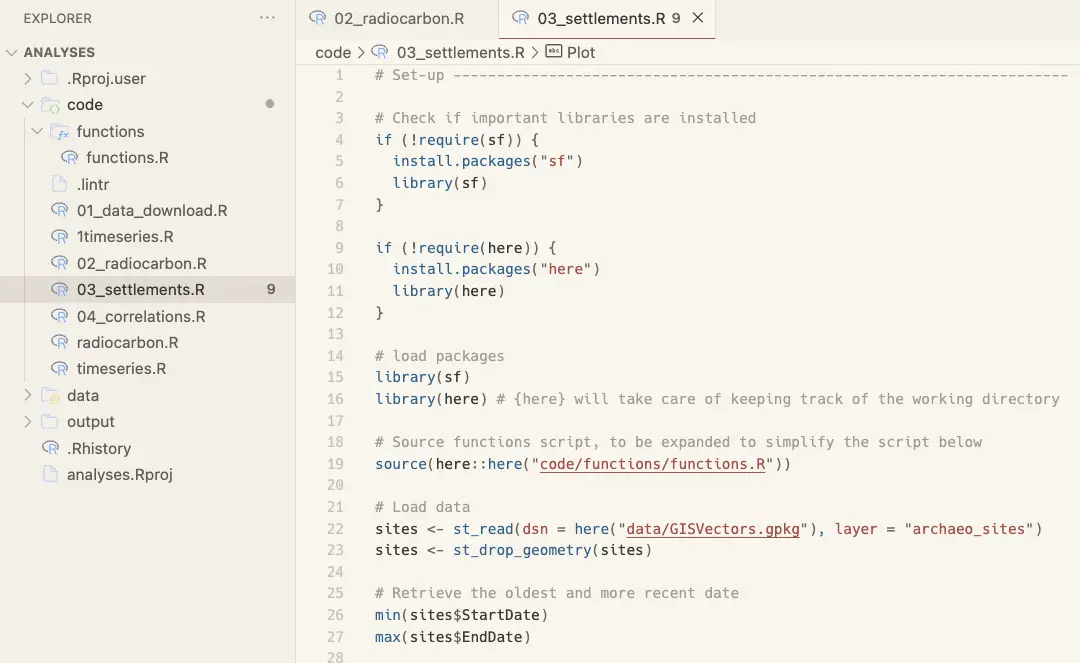 EXPLORER
ANALYSES
.Rproj.user
code
functions
functions.R
.lintr
01_data_download.R
1timeseries.R
02_radiocarbon.R
03_settlements.R 9
04_correlations.R
radiocarbon.R
timeseries.R
data
output
.Rhistory
analyses.Rproj
02_radiocarbon.R
03_settlements.R 9
code > 03_settlements.R > Plot
1 # Set-up -----------------------------------------------------------------------
2
3 # Check if important libraries are installed
4 if (!require(sf)) {
5 install.packages("sf")
6 library(sf)
7 }
8
9 if (!require(here)) {
10 install.packages("here")
11 library(here)
12 }
13
14 # load packages
15 library(sf)
16 library(here) # {here} will take care of keeping track of the working directory
17
18 # Source functions script, to be expanded to simplify the script below
19 source(here::here("code/functions/functions.R"))
20
21 # Load data
22 sites <- st_read(dsn = here("data/GISVectors.gpkg"), layer = "archaeo_sites")
23 sites <- st_drop_geometry(sites)
24
25 # Retrieve the oldest and more recent date
26 min(sites$StartDate)
27 max(sites$EndDate)
28